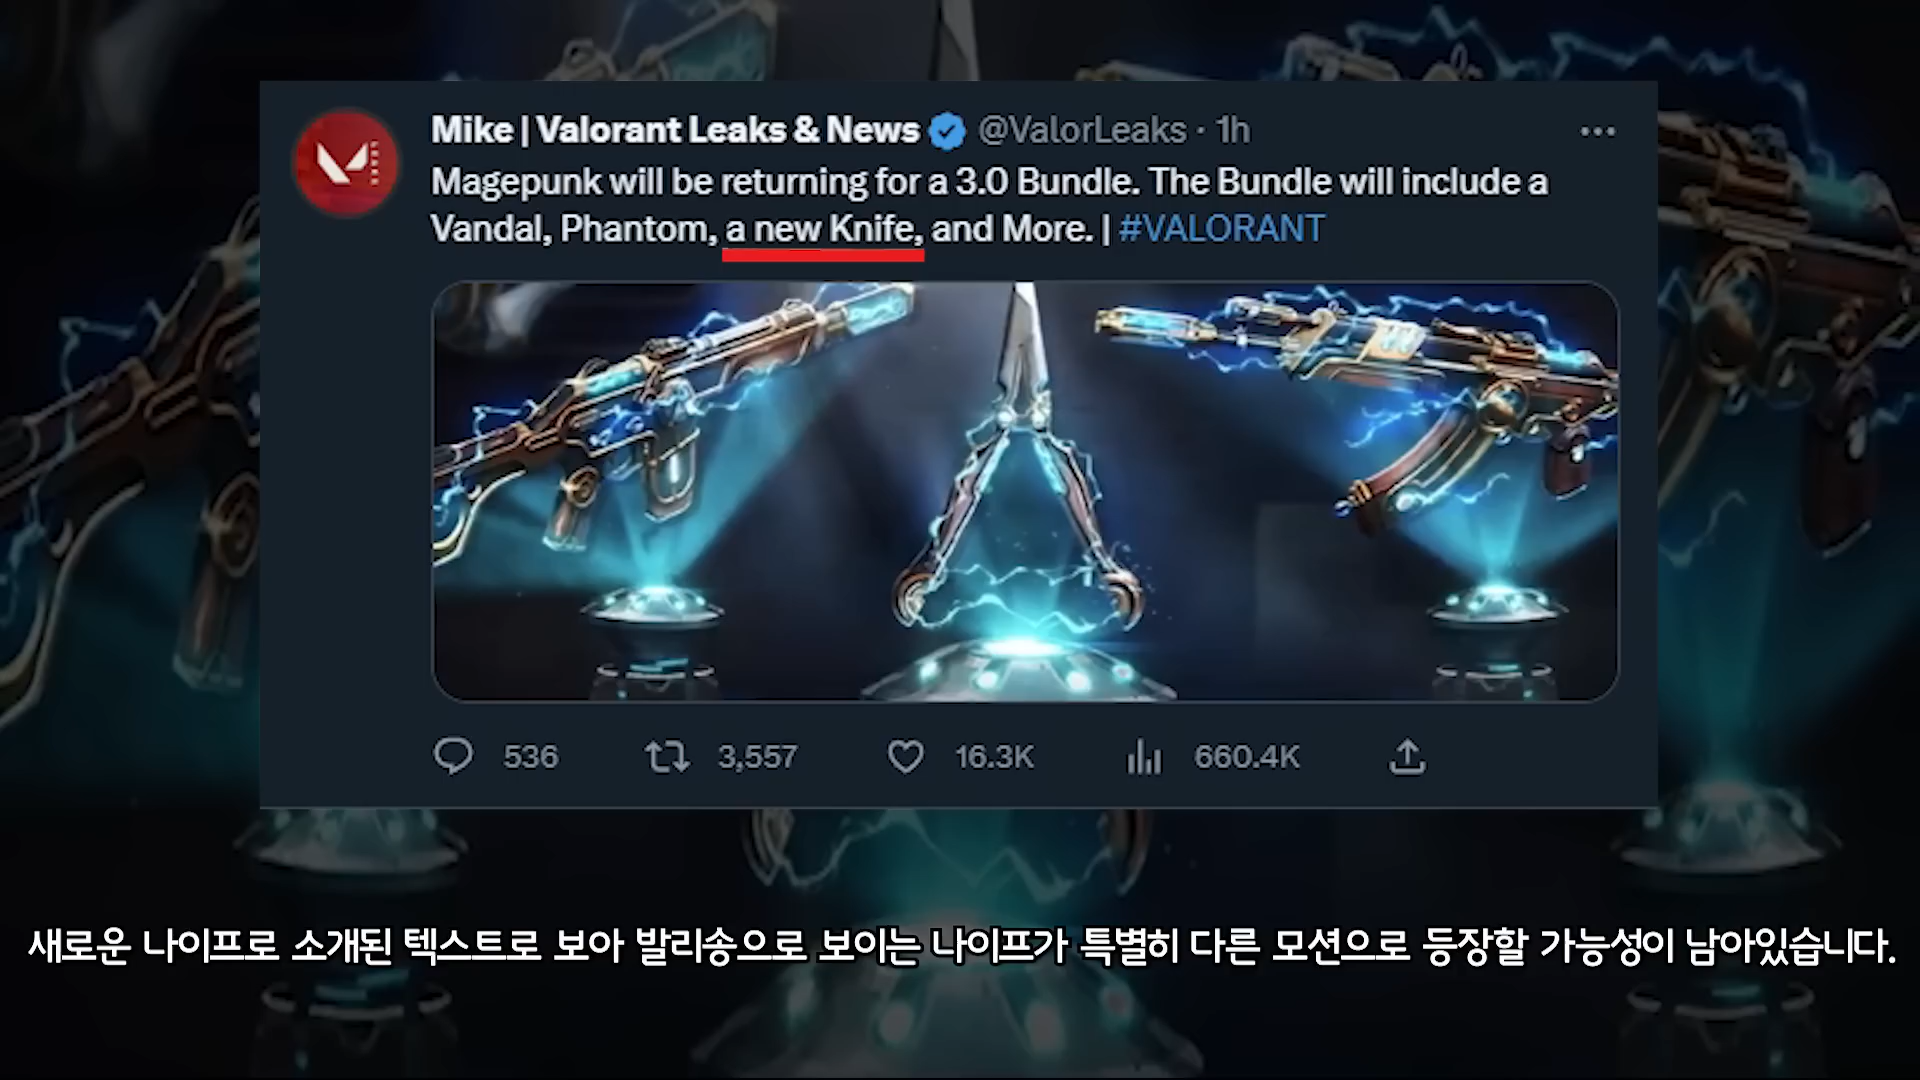 Mike | Valorant Leaks & News @ValorLeaks · 1h
Magepunk will be returning for a 3.0 Bundle. The Bundle will include a
Vandal, Phantom, a new Knife, and More. | #VALORANT
536 3,557 16.3K 660.4K
새로운 나이프로 소개된 텍스트로 보아 발리송으로 보이는 나이프가 특별히 다른 모션으로 등장할 가능성이 남아있습니다.